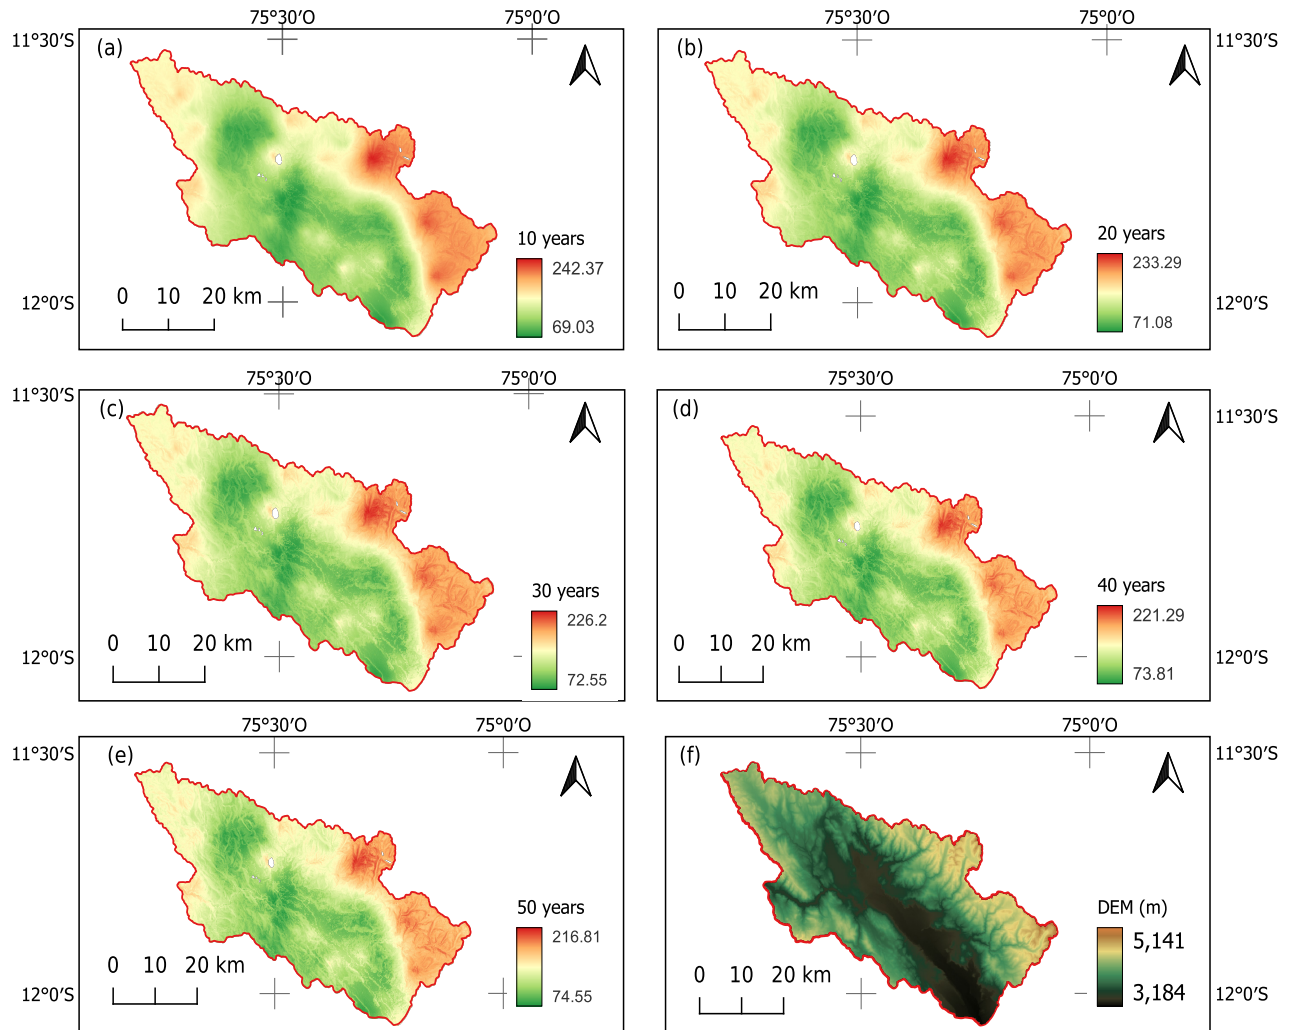 75°30′O 75°0′O 75°30′O 75°0′O
11°30′S (a) (b) 11°30′S
10 years 20 years
242.37 233.29
0 10 20 km 0 10 20 km
12°0′S 69.03 71.08 12°0′S
75°30′O 75°0′O 75°30′O 75°0′O
11°30′S (c) (d) 11°30′S
30 years 40 years
226.2 221.29
0 10 20 km 0 10 20 km
12°0′S 72.55 73.81 12°0′S
75°30′O 75°0′O 75°30′O 75°0′O
11°30′S (e) (f) 11°30′S
50 years DEM (m)
216.81 5,141
0 10 20 km 0 10 20 km
12°0′S 74.55 3,184 12°0′S